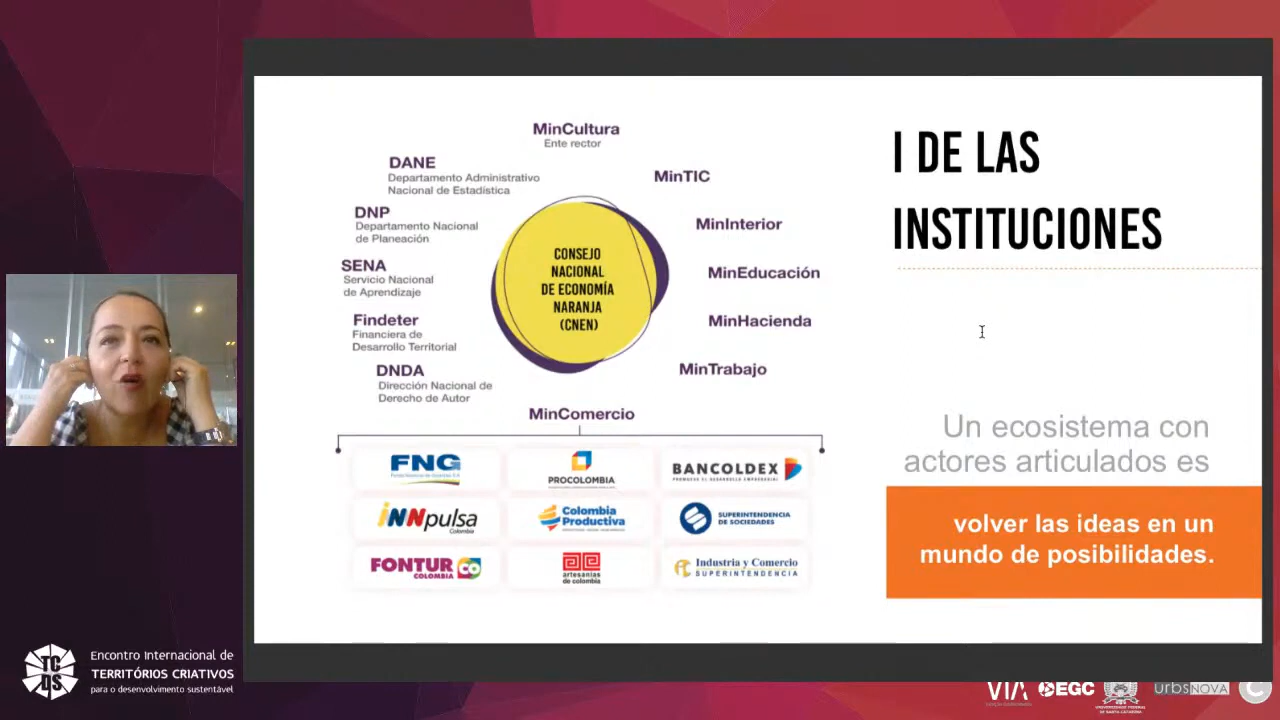 MinCultura
Ente rector
DANE
Departamento Administrativo
Nacional de Estadística
MinTIC
DNP
Departamento Nacional
de Planeación
MinInterior
SENA
Servicio Nacional
de Aprendizaje
MinEducación
Findeter
Financiera de
Desarrollo Territorial
MinHacienda
DNDA
Dirección Nacional de
Derecho de Autor
MinTrabajo
CONSEJO
NACIONAL
DE ECONOMÍA
NARANJA
(CNEN)
MinComercio
FNG
PROCOLOMBIA
BANCOLDEX
iNNpulsa
Colombia
Colombia
Productiva
SUPERINTENDENCIA
DE SOCIEDADES
FONTUR
COLOMBIA
CO
artesanías
de colombia
Industria y Comercio
SUPERINTENDENCIA
I DE LAS
INSTITUCIONES
Un ecosistema con
actores articulados es
volver las ideas en un
mundo de posibilidades.
TC
DS
Encontro Internacional de
TERRITÓRIOS CRIATIVOS
para o desenvolvimento sustentável
VIA
EGC
UrbsNOVA
C